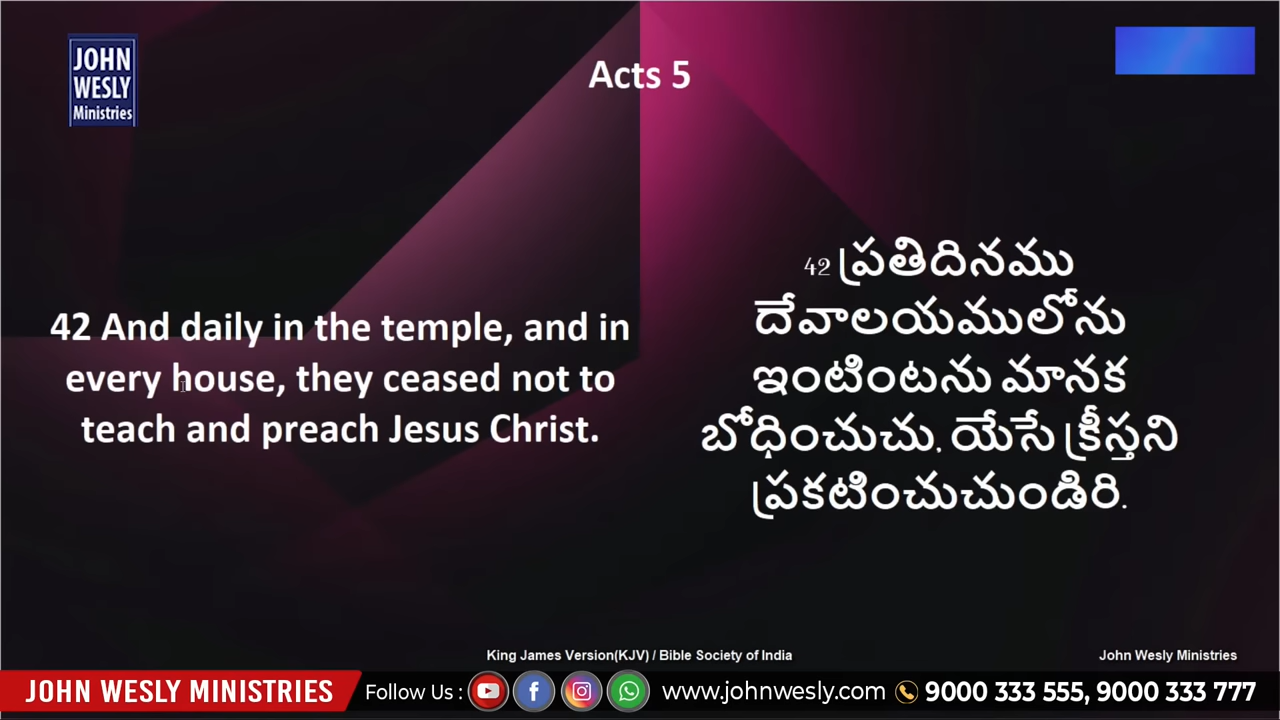 JOHN
WESLY
Ministries
Acts 5
42 And daily in the temple, and in
every house, they ceased not to
teach and preach Jesus Christ.
42 ప్రతిదినము
దేవాలయములోను
ఇంటింటను మానక
బోధించుచు, యేసే క్రీస్తని
ప్రకటించుచుండిరి.
King James Version(KJV) / Bible Society of India
John Wesly Ministries
JOHN WESLY MINISTRIES Follow Us : www.johnwesly.com 9000 333 555, 9000 333 777